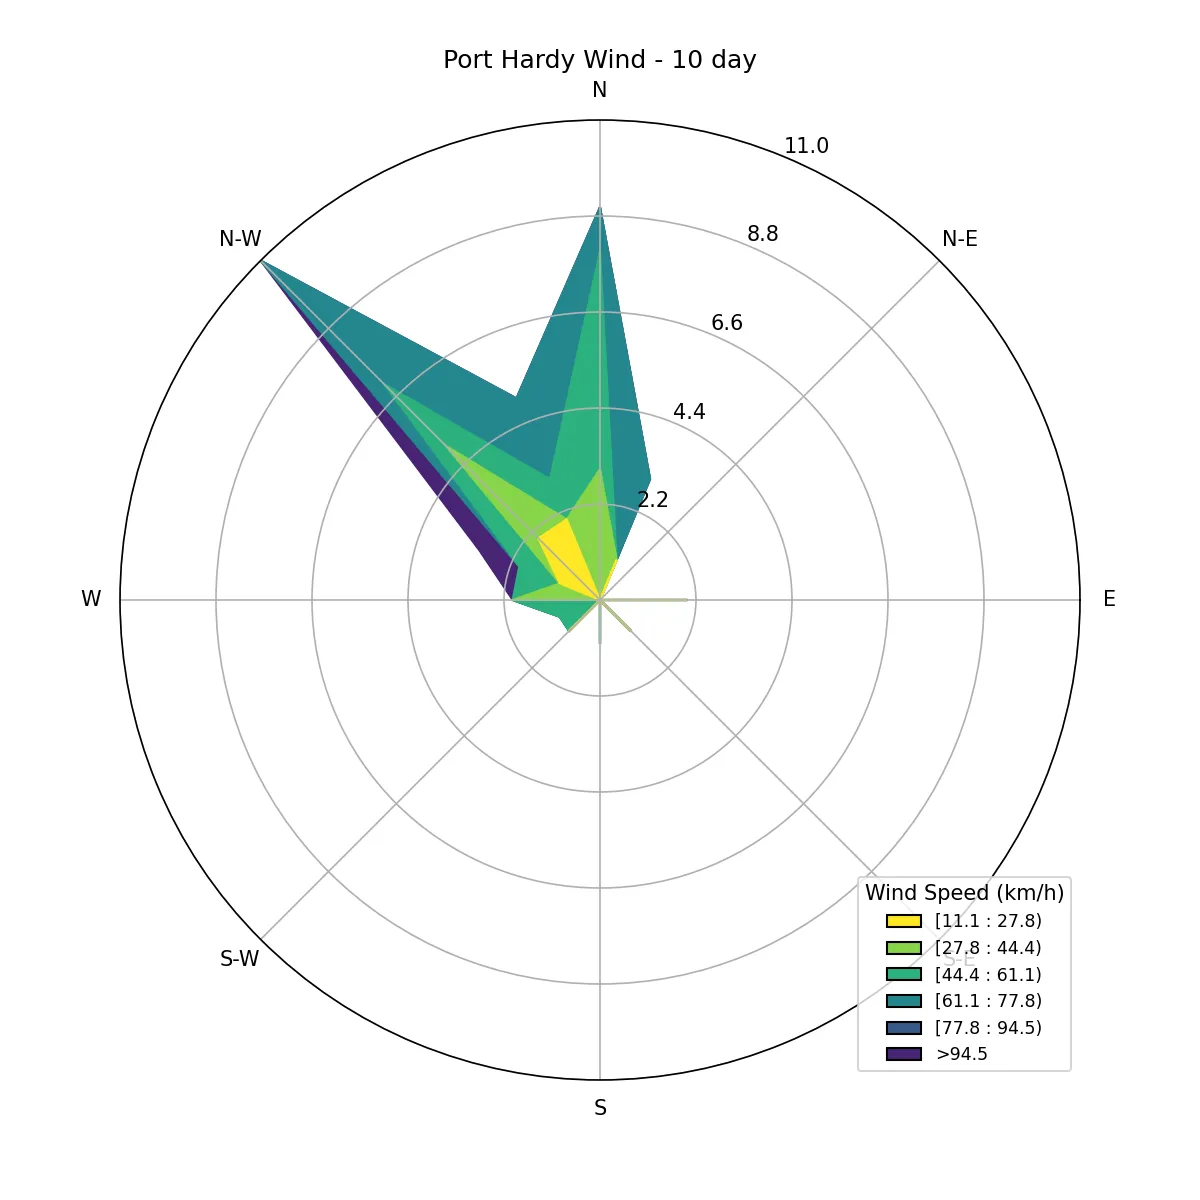 Port Hardy Wind - 10 day
N
11.0
N-W
8.8
N-E
6.6
4.4
2.2
W
E
S-W
S-E
S
Wind Speed (km/h)
[11.1 : 27.8)
[27.8 : 44.4)
[44.4 : 61.1)
[61.1 : 77.8)
[77.8 : 94.5)
>94.5